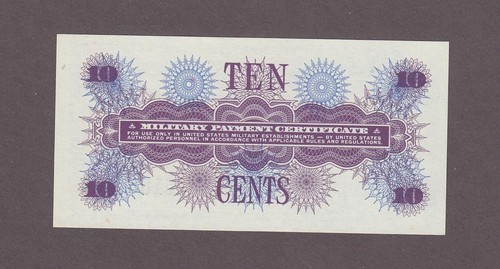 10 TEN 10
MILITARY PAYMENT CERTIFICATE
FOR USE ONLY IN UNITED STATES MILITARY ESTABLISHMENTS — BY UNITED STATES
AUTHORIZED PERSONNEL IN ACCORDANCE WITH APPLICABLE RULES AND REGULATIONS.
10 CENTS 10